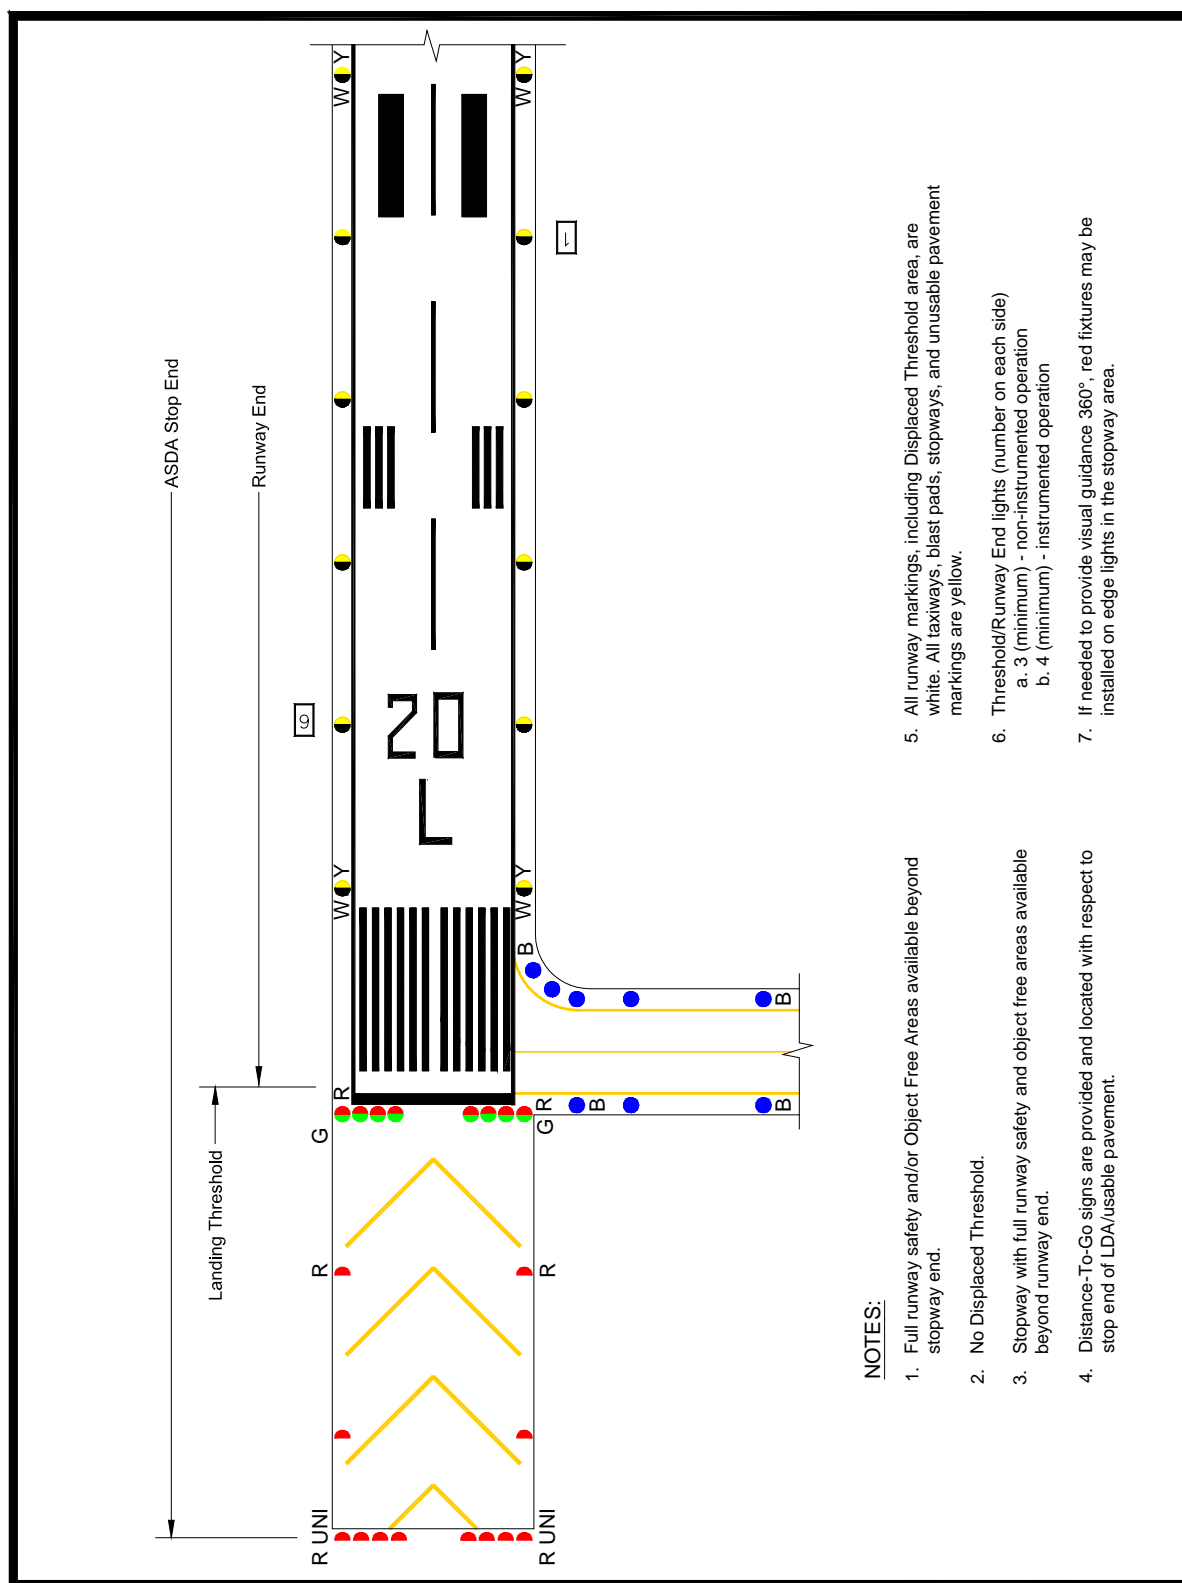 ASDA Stop End
Landing Threshold
Runway End
9
R UNI
R
G
R
W Y
W Y
20
L
R UNI
R
G
R
B
W Y
W Y
1
B
B
B
NOTES:
1. Full runway safety and/or Object Free Areas available beyond
stopway end.
2. No Displaced Threshold.
3. Stopway with full runway safety and object free areas available
beyond runway end.
4. Distance-To-Go signs are provided and located with respect to
stop end of LDA/usable pavement.
5. All runway markings, including Displaced Threshold area, are
white. All taxiways, blast pads, stopways, and unusable pavement
markings are yellow.
6. Threshold/Runway End lights (number on each side)
a. 3 (minimum) - non-instrumented operation
b. 4 (minimum) - instrumented operation
7. If needed to provide visual guidance 360°, red fixtures may be
installed on edge lights in the stopway area.